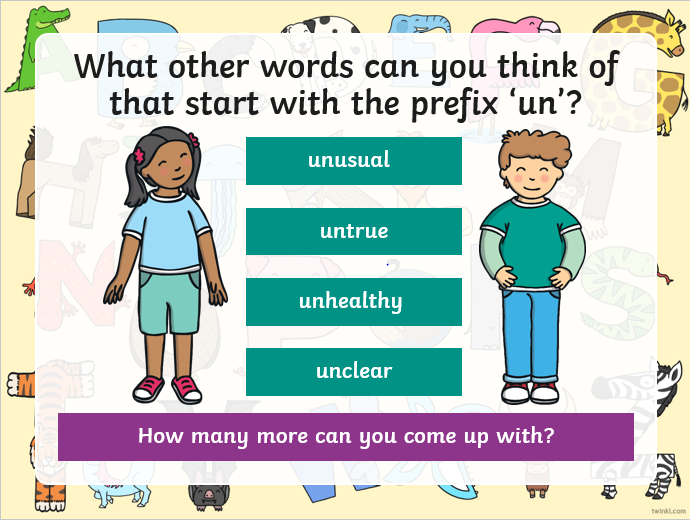 What other words can you think of
that start with the prefix ‘un’?
unusual
untrue
unhealthy
unclear
How many more can you come up with?
twinkl.com